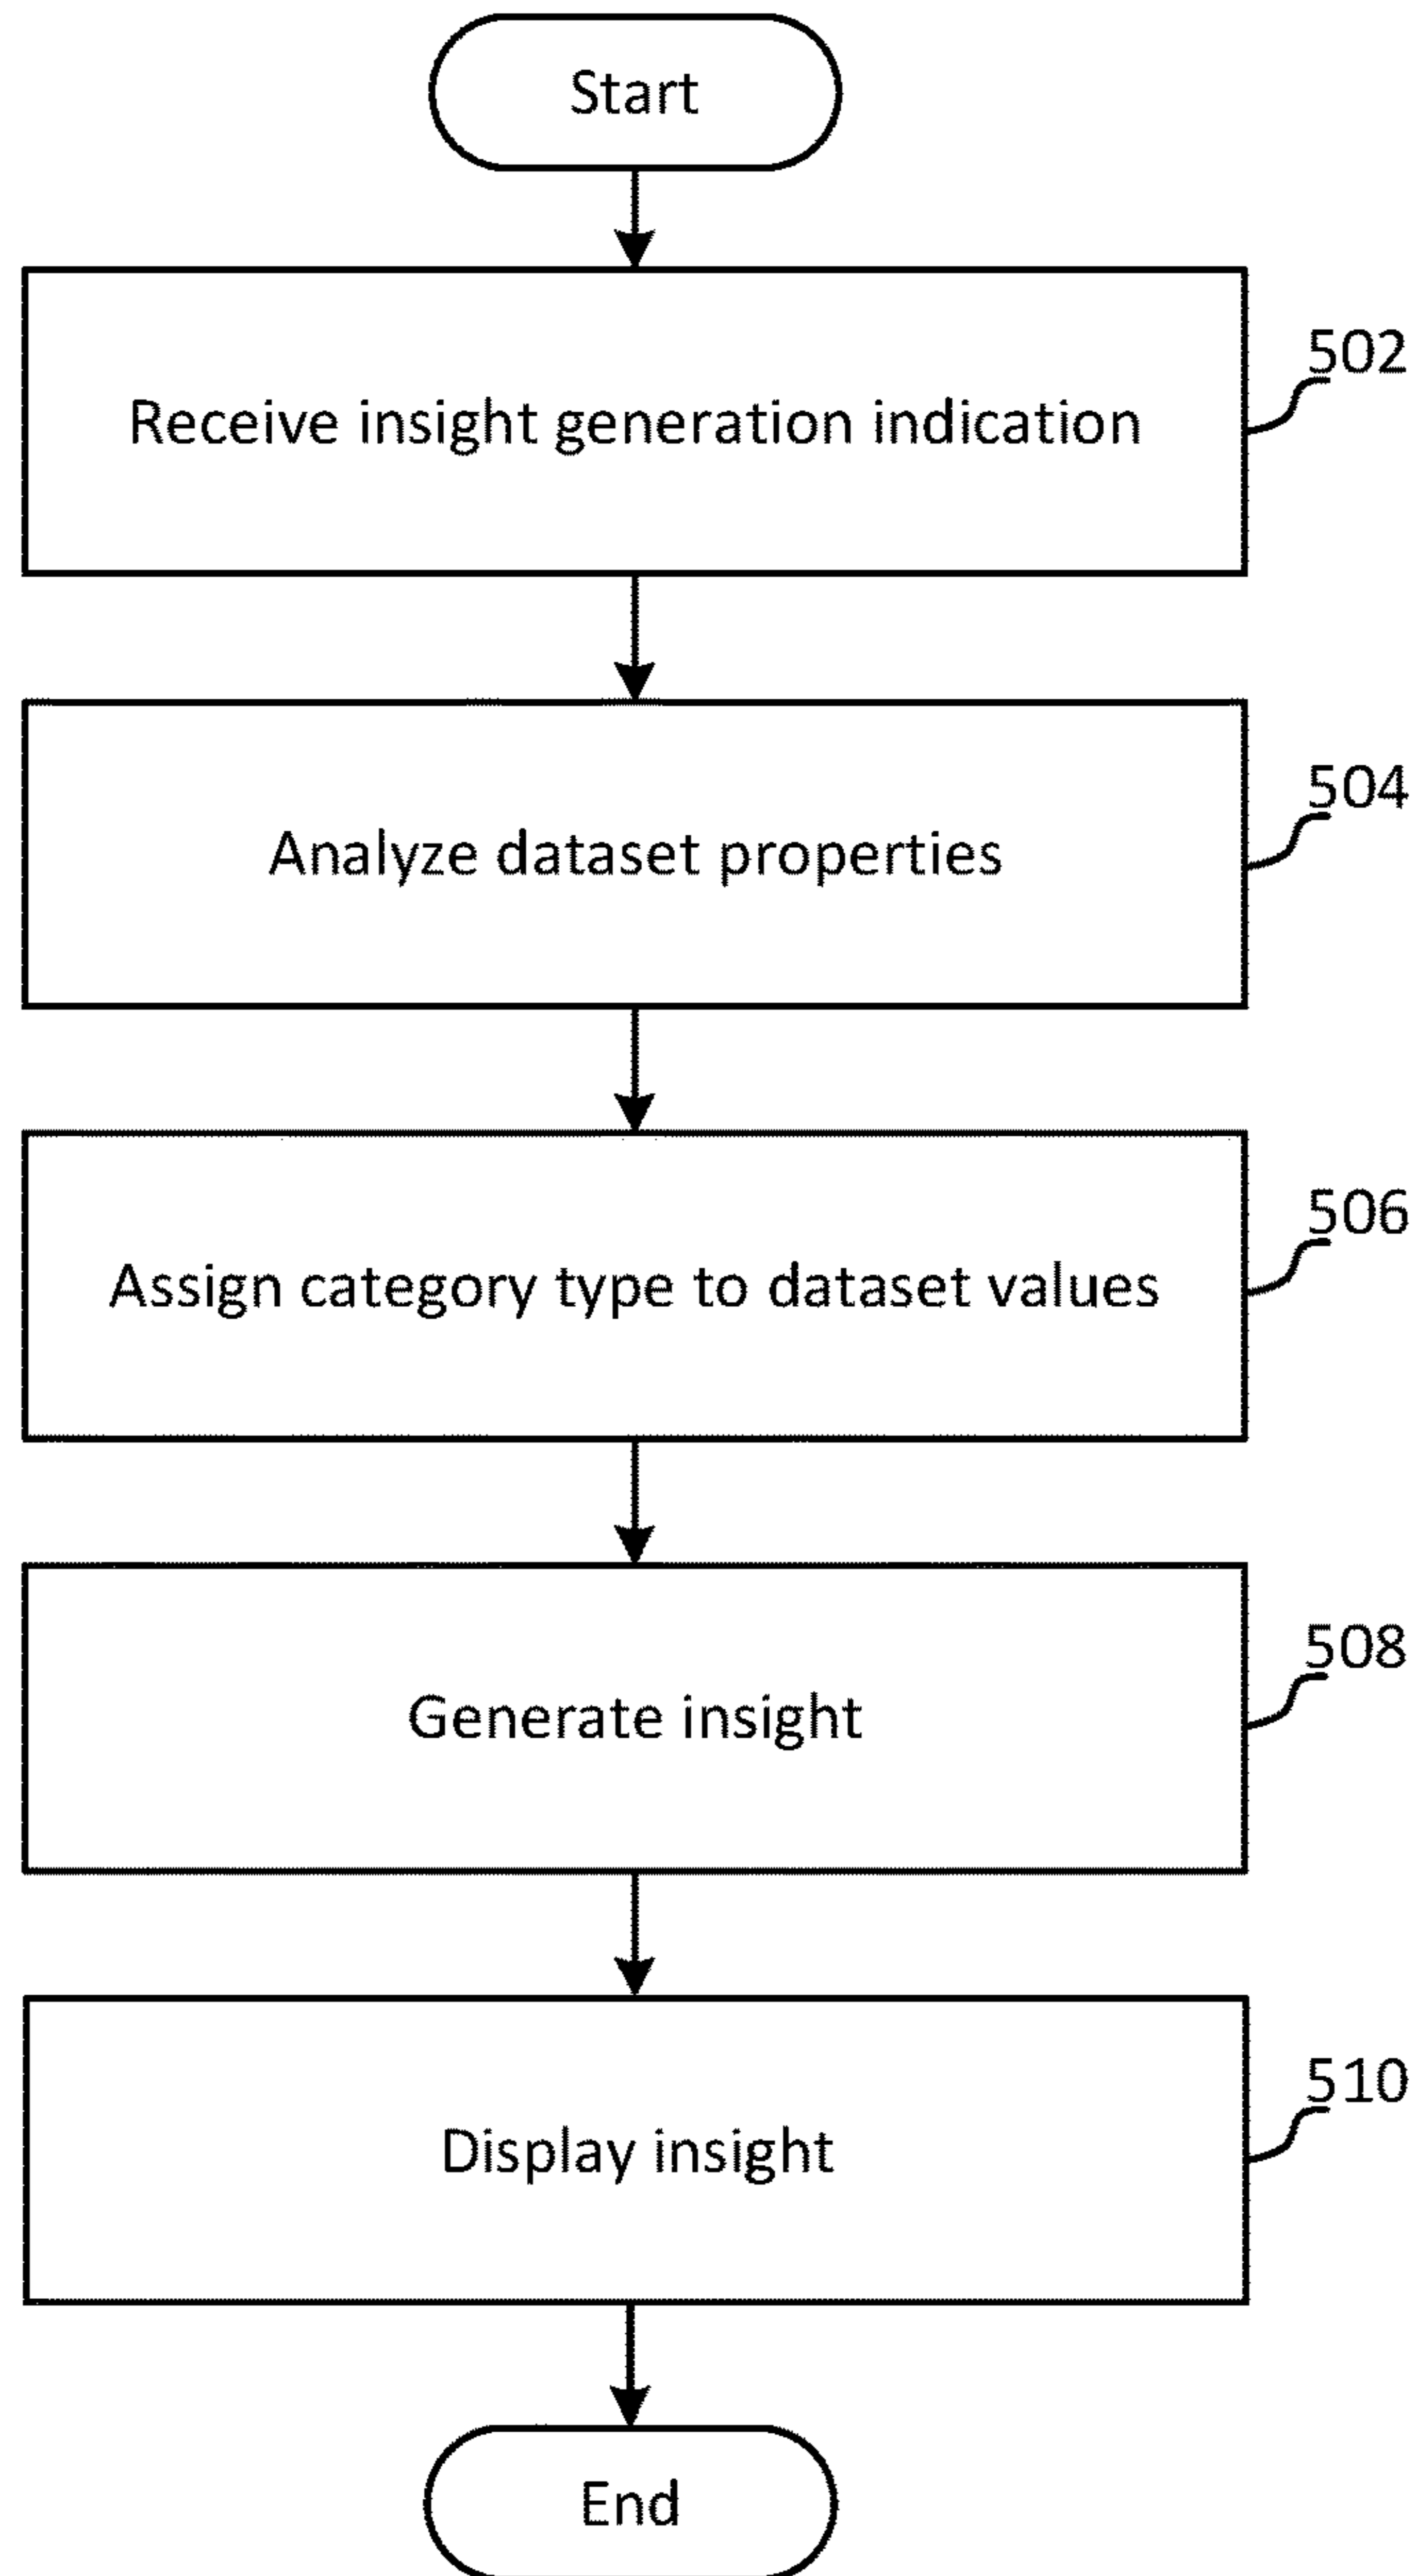 Start
Receive insight generation indication
502
Analyze dataset properties
504
Assign category type to dataset values
506
Generate insight
508
Display insight
510
End